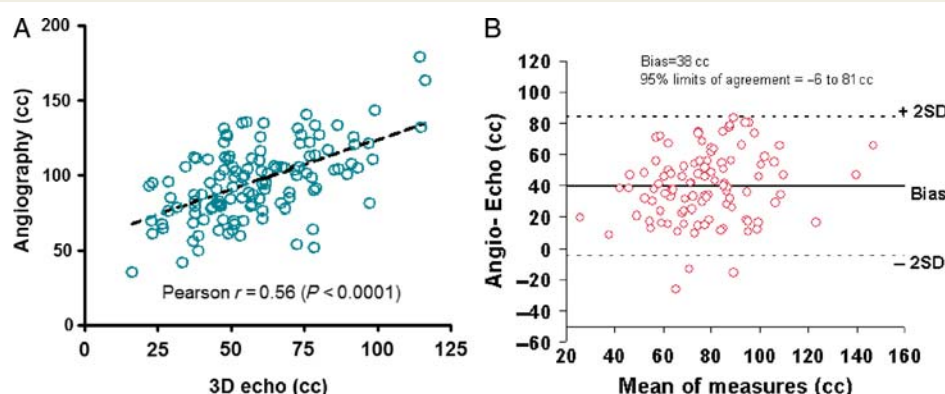 A
200
150
100
50
0
0 25 50 75 100 125
Angiography (cc)
3D echo (cc)
Pearson r = 0.56 (P < 0.0001)
B
Bias=38 cc
95% limits of agreement = –6 to 81 cc
120
100
80
60
40
20
0
–20
–40
–60
20 40 60 80 100 120 140 160
Angio- Echo (cc)
Mean of measures (cc)
+ 2SD
Bias
– 2SD